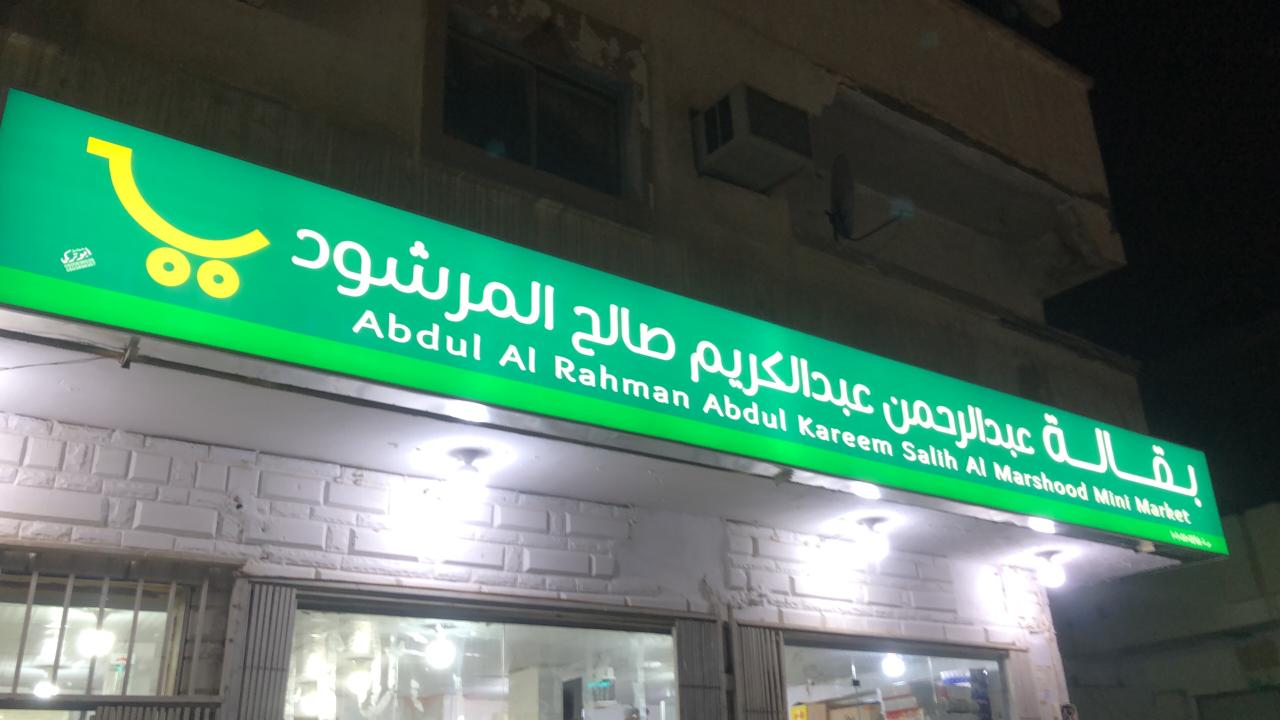 بقالة عبدالرحمن عبدالكريم صالح المرشود
Abdul Al Rahman Abdul Kareem Salih Al Marshood Mini Market